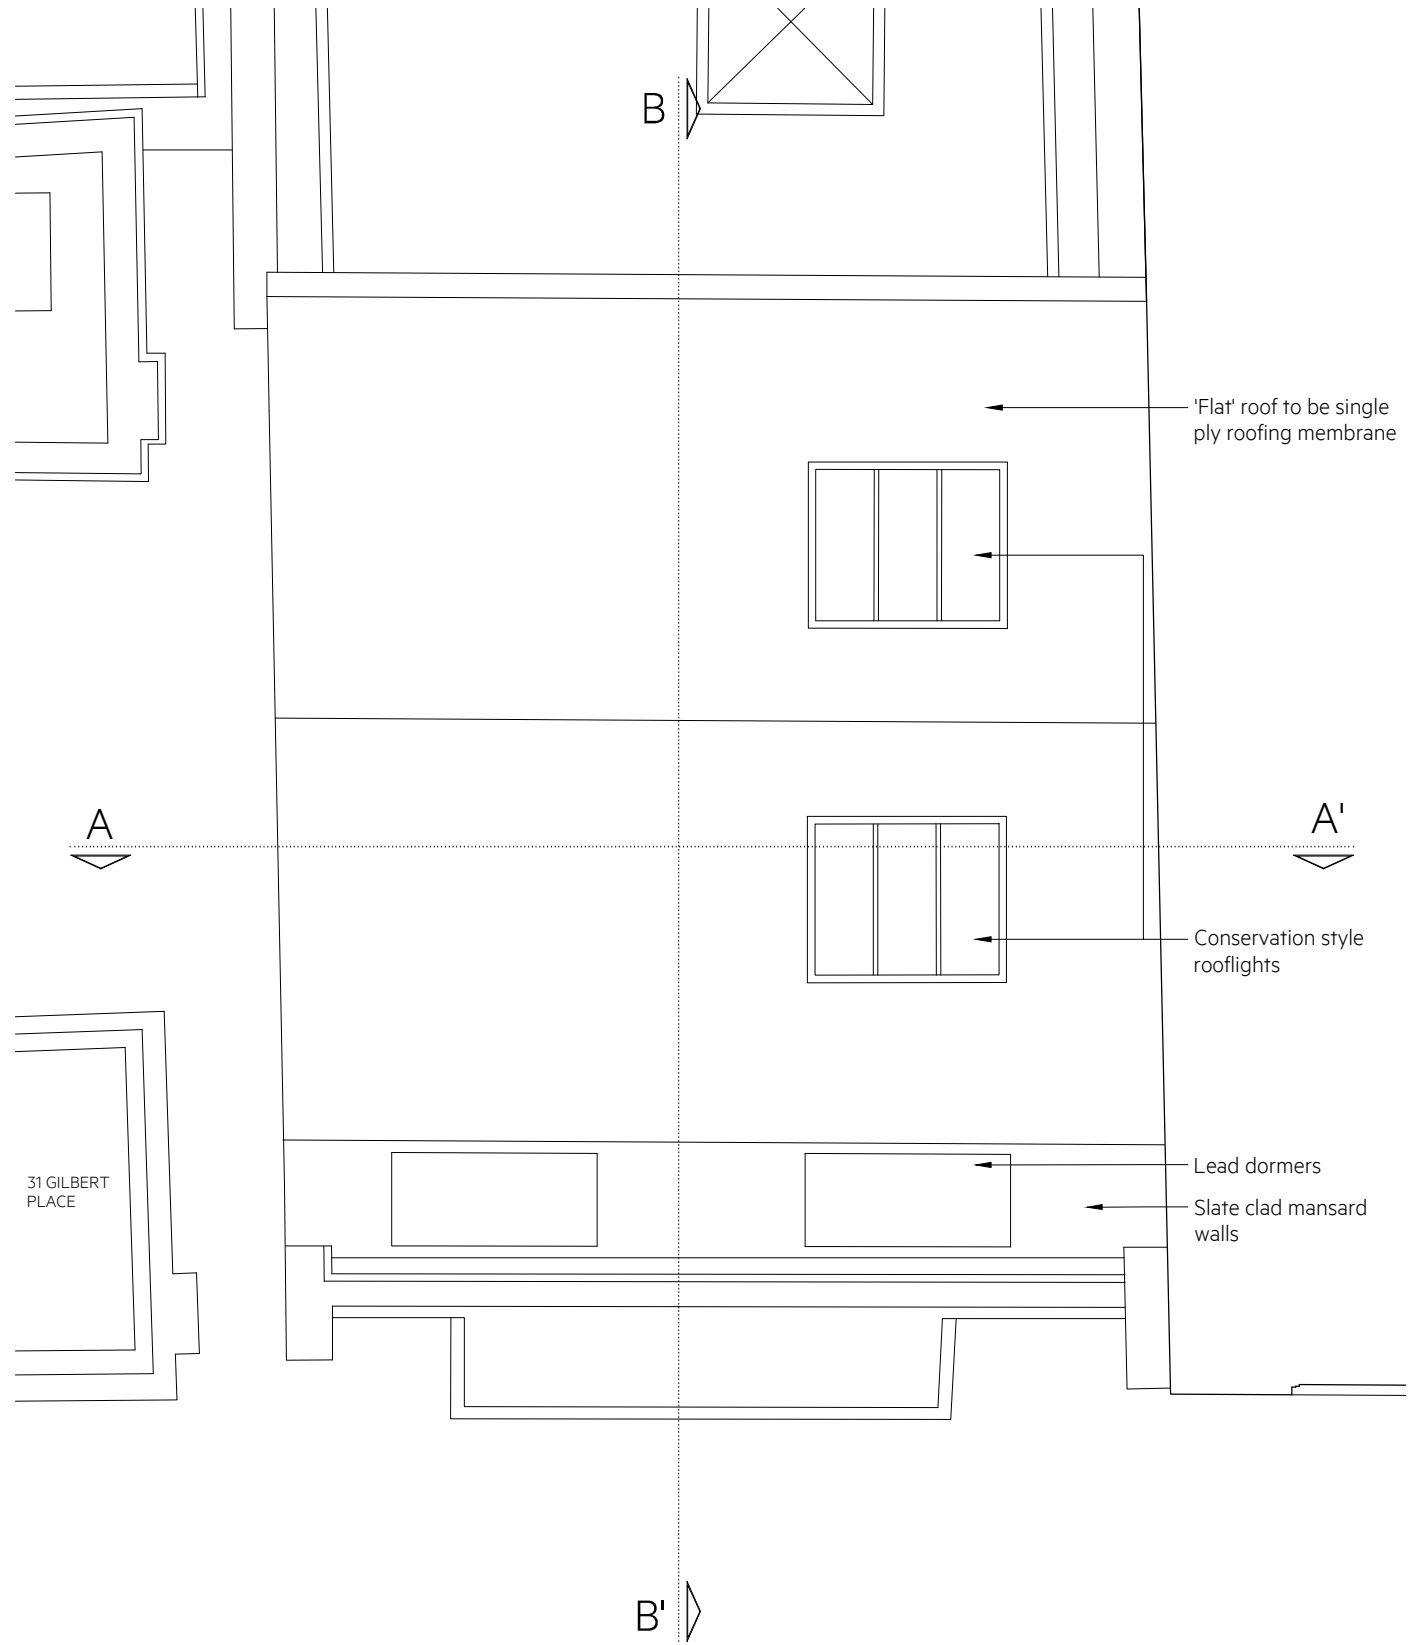 B
'Flat' roof to be single
ply roofing membrane
A
A'
Conservation style
rooflights
31 GILBERT
PLACE
Lead dormers
Slate clad mansard
walls
B'